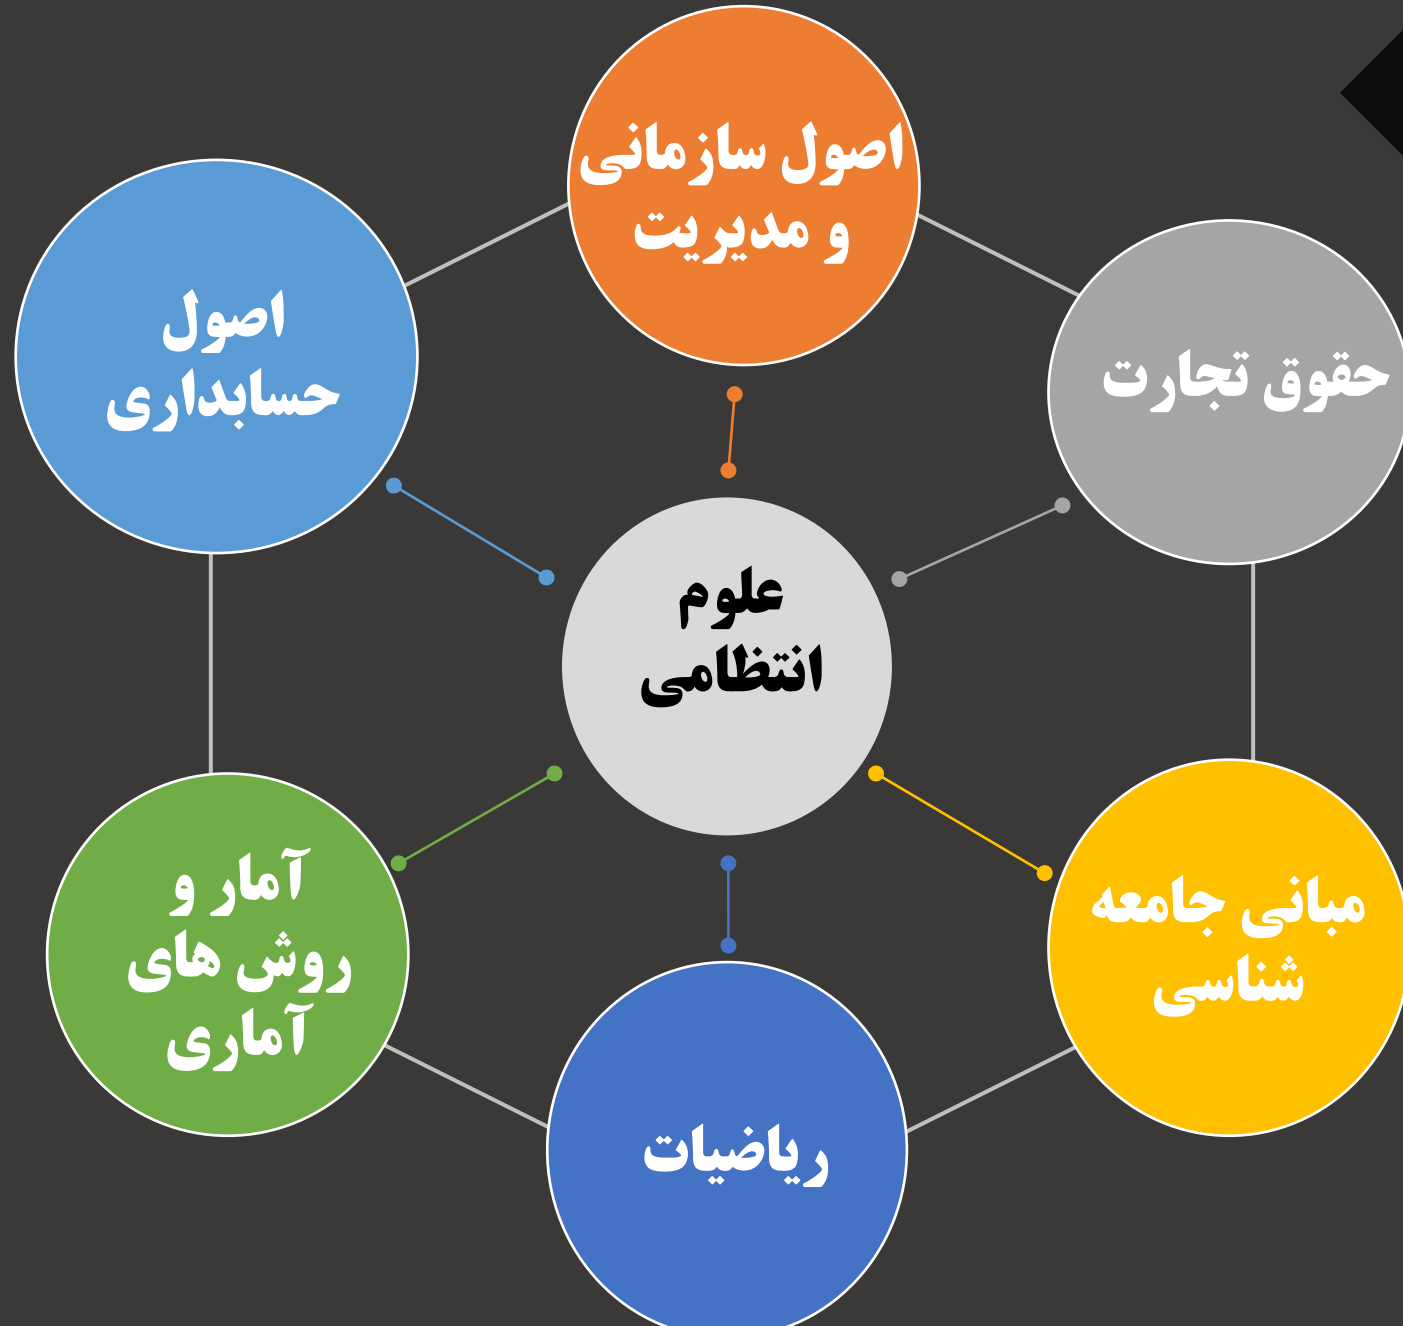 اصول سازمانی
و مدیریت
حقوق تجارت
اصول
حسابداری
علوم
انتظامی
مبانی جامعه
شناسی
آمار و
روش های
آماری
ریاضیات